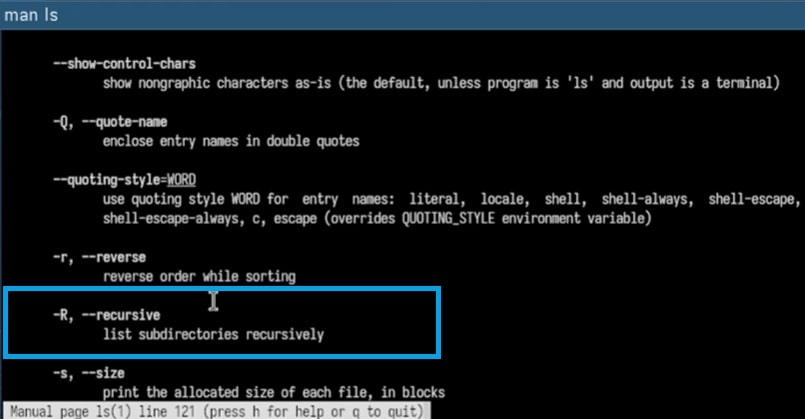 man ls
--show-control-chars
show nongraphic characters as-is (the default, unless program is 'ls' and output is a terminal)
-Q, --quote-name
enclose entry names in double quotes
--quoting-style=WORD
use quoting style WORD for entry names: literal, locale, shell, shell-always, shell-escape,
shell-escape-always, c, escape (overrides QUOTING_STYLE environment variable)
-r, --reverse
reverse order while sorting
-R, --recursive
list subdirectories recursively
-s, --size
print the allocated size of each file, in blocks
Manual page ls(1) line 121 (press h for help or q to quit)